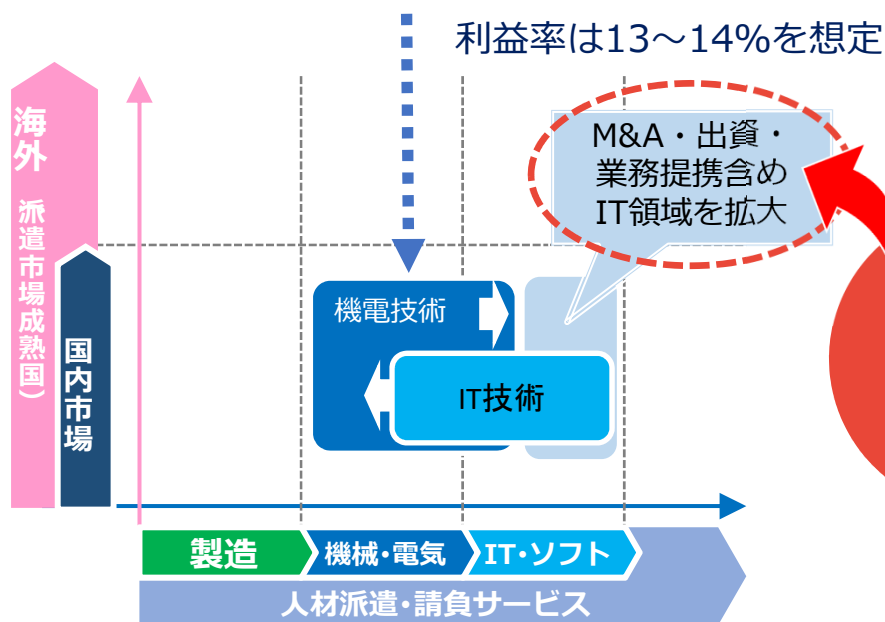 利益率は13～14%を想定
海外
派遣市場成熟国）
国内市場
M&A・出資・
業務提携含め
IT領域を拡大
機電技術
IT技術
製造
機械・電気
IT・ソフト
人材派遣・請負サービス